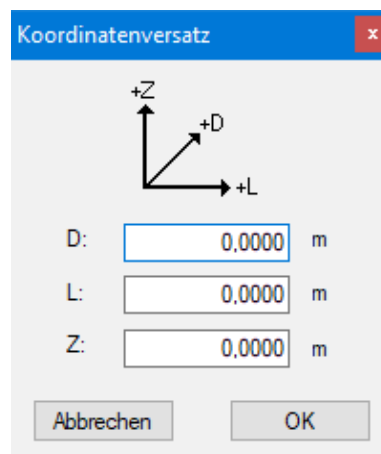 Koordinatenversatz x
+Z
+D
+L
D: 0,0000 m
L: 0,0000 m
Z: 0,0000 m
Abbrechen OK